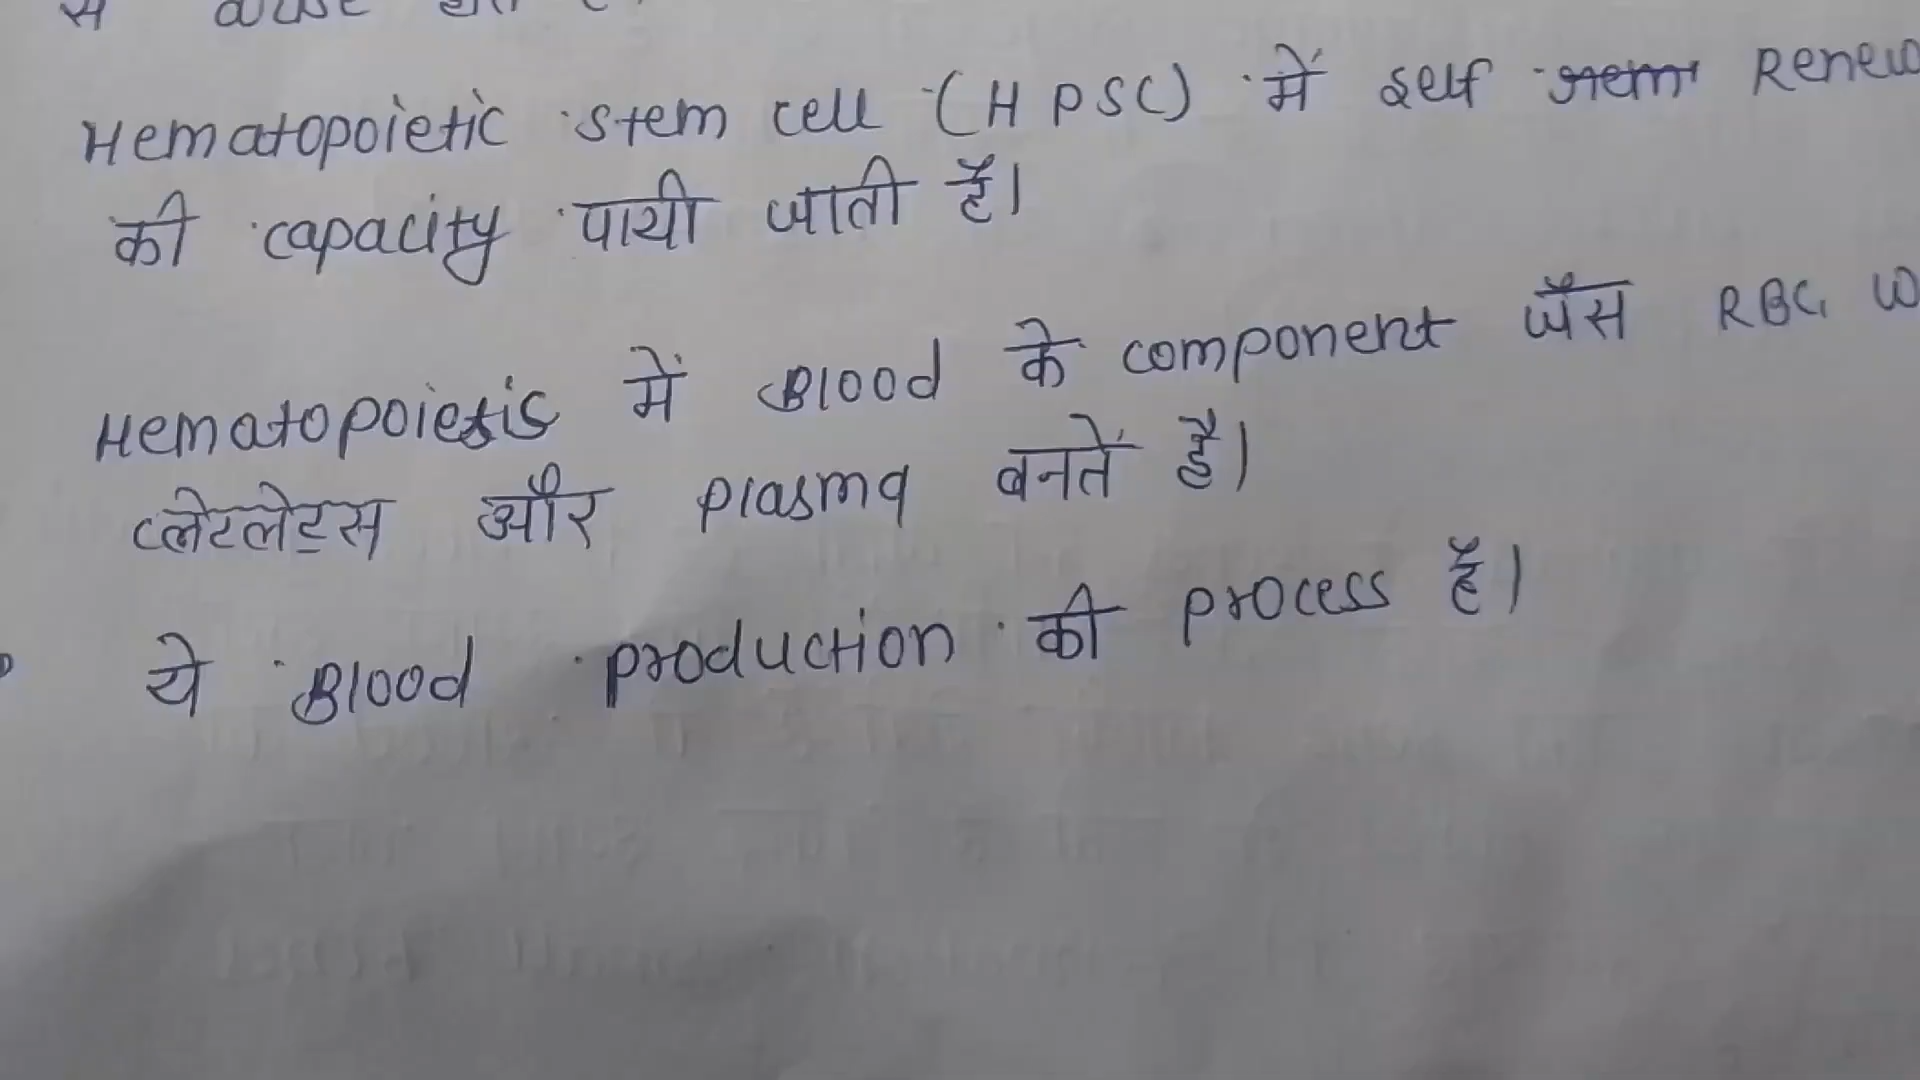 Hematopoietic stem cell (HPSC) में self Renew
की capacity पायी जाती है।
Hematopoiesis में Blood के component जैस RBC W
प्लेटलेट्स और plasma बनतें है।
ये Blood production की process है।